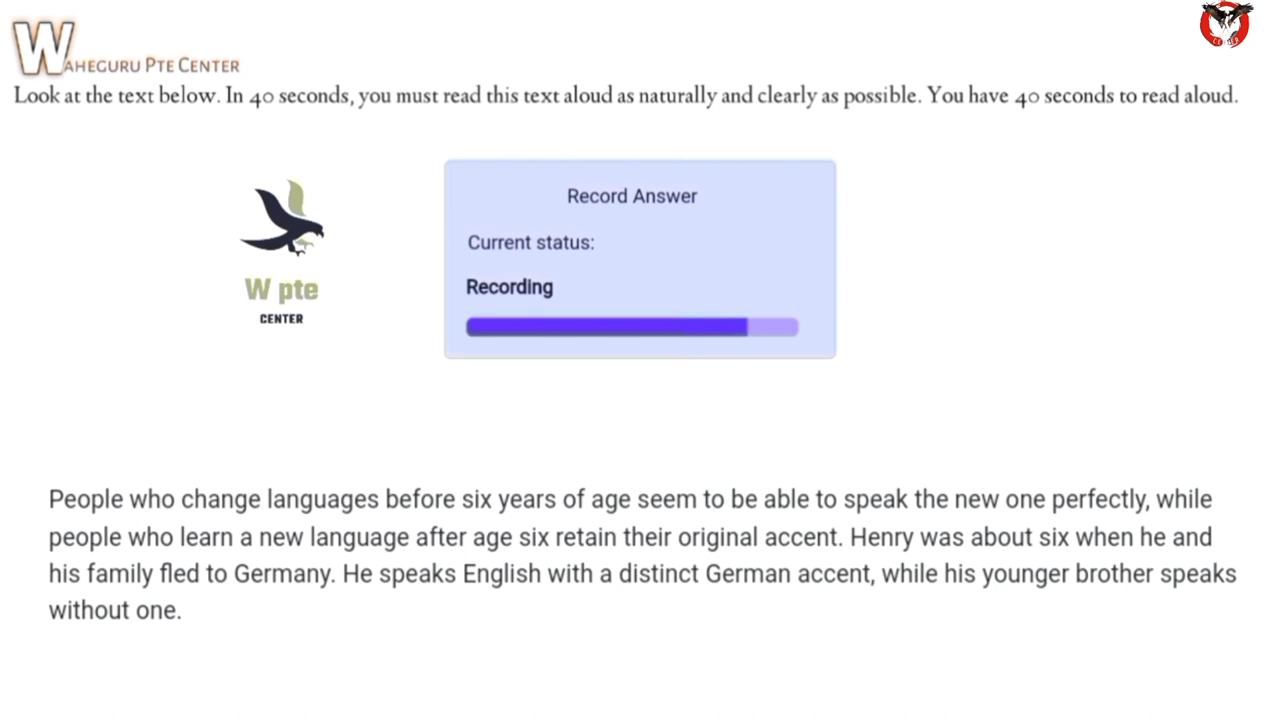 WAHEGURU PTE CENTER
Look at the text below. In 40 seconds, you must read this text aloud as naturally and clearly as possible. You have 40 seconds to read aloud.
Record Answer
Current status:
Recording
W pte
CENTER
People who change languages before six years of age seem to be able to speak the new one perfectly, while
people who learn a new language after age six retain their original accent. Henry was about six when he and
his family fled to Germany. He speaks English with a distinct German accent, while his younger brother speaks
without one.